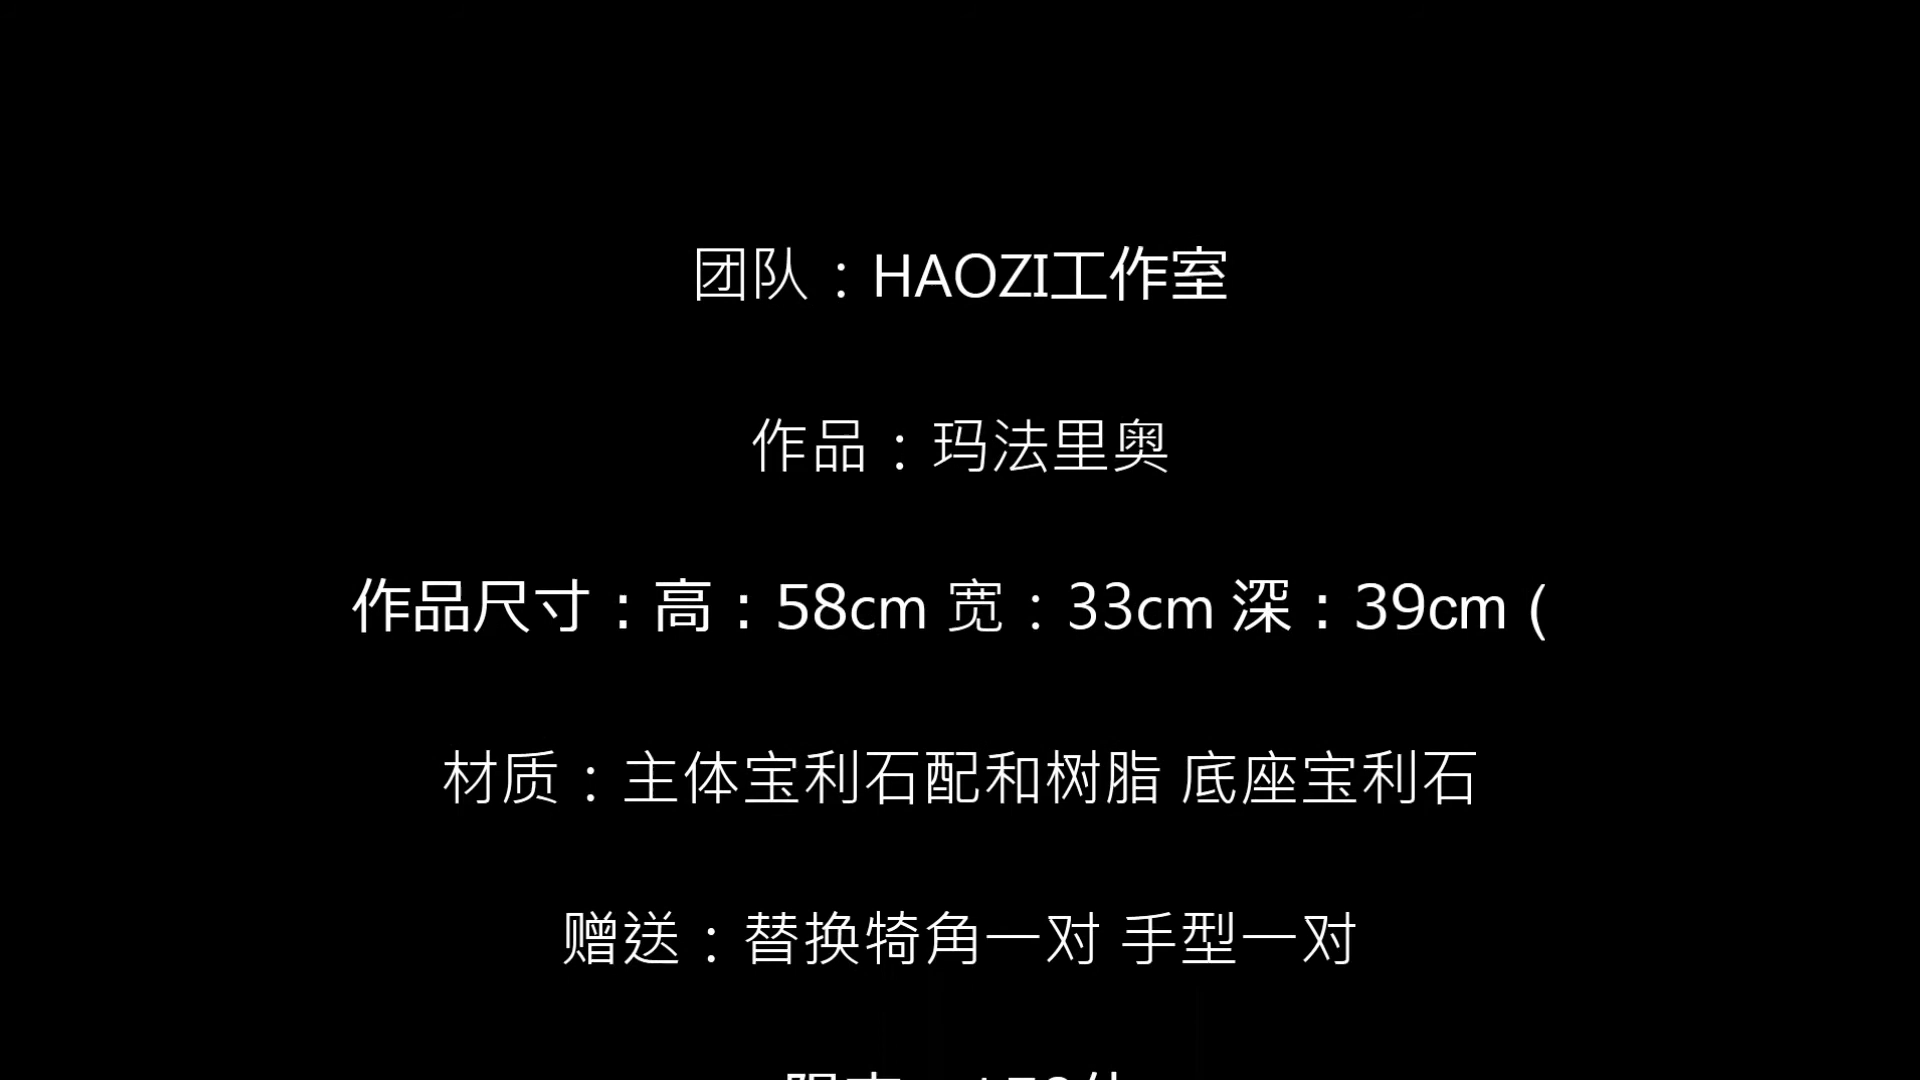 团队：HAOZI工作室
作品：玛法里奥
作品尺寸：高：58cm 宽：33cm 深：39cm (
材质：主体宝利石配和树脂 底座宝利石
赠送：替换犄角一对 手型一对